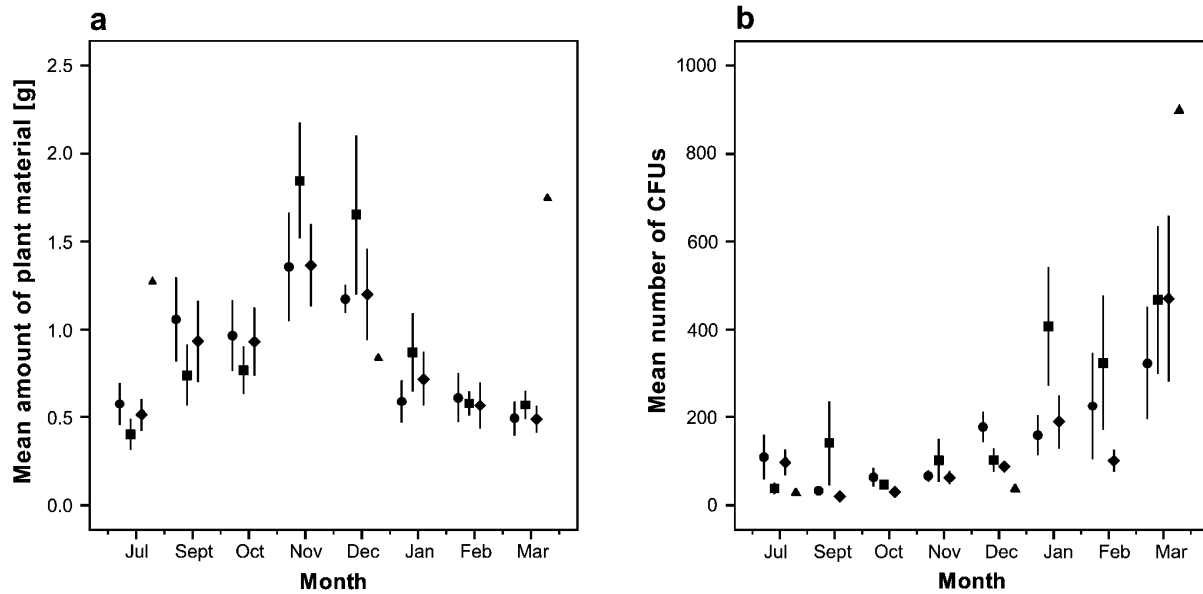 a
Mean amount of plant material [g]
2.5
2.0
1.5
1.0
0.5
0.0
Jul Sept Oct Nov Dec Jan Feb Mar
Month
b
Mean number of CFUs
1000
800
600
400
200
0
Jul Sept Oct Nov Dec Jan Feb Mar
Month